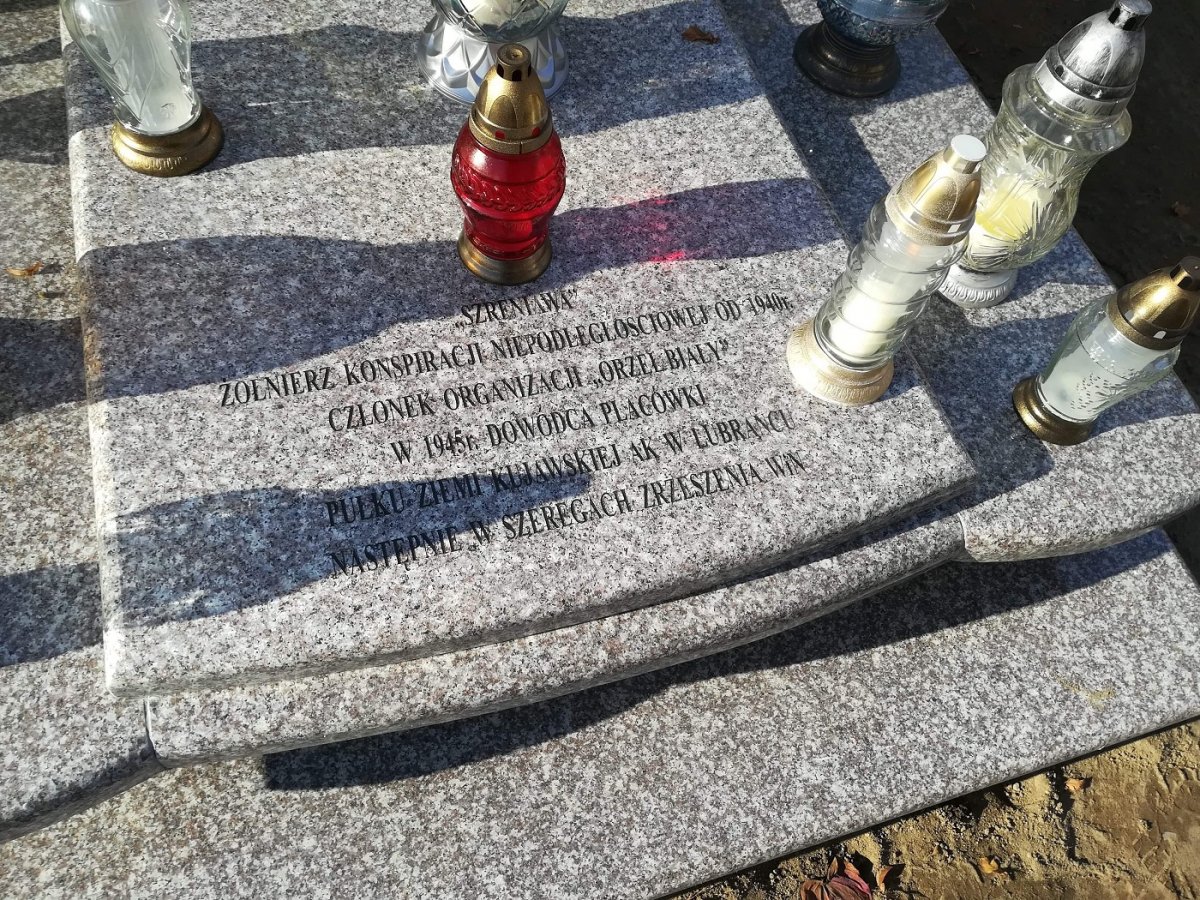 „SZRENIAWA”
ŻOŁNIERZ KONSPIRACJI NIEPODLEGŁOŚCIOWEJ OD 1940r.
CZŁONEK ORGANIZACJI „ORZEŁ BIAŁY”
W 1945r. DOWÓDCA PLACÓWKI
PUŁKU ZIEMI KUJAWSKIEJ AK W LUBRAŃCU
NASTĘPNIE W SZEREGACH ZRZESZENIA WiN